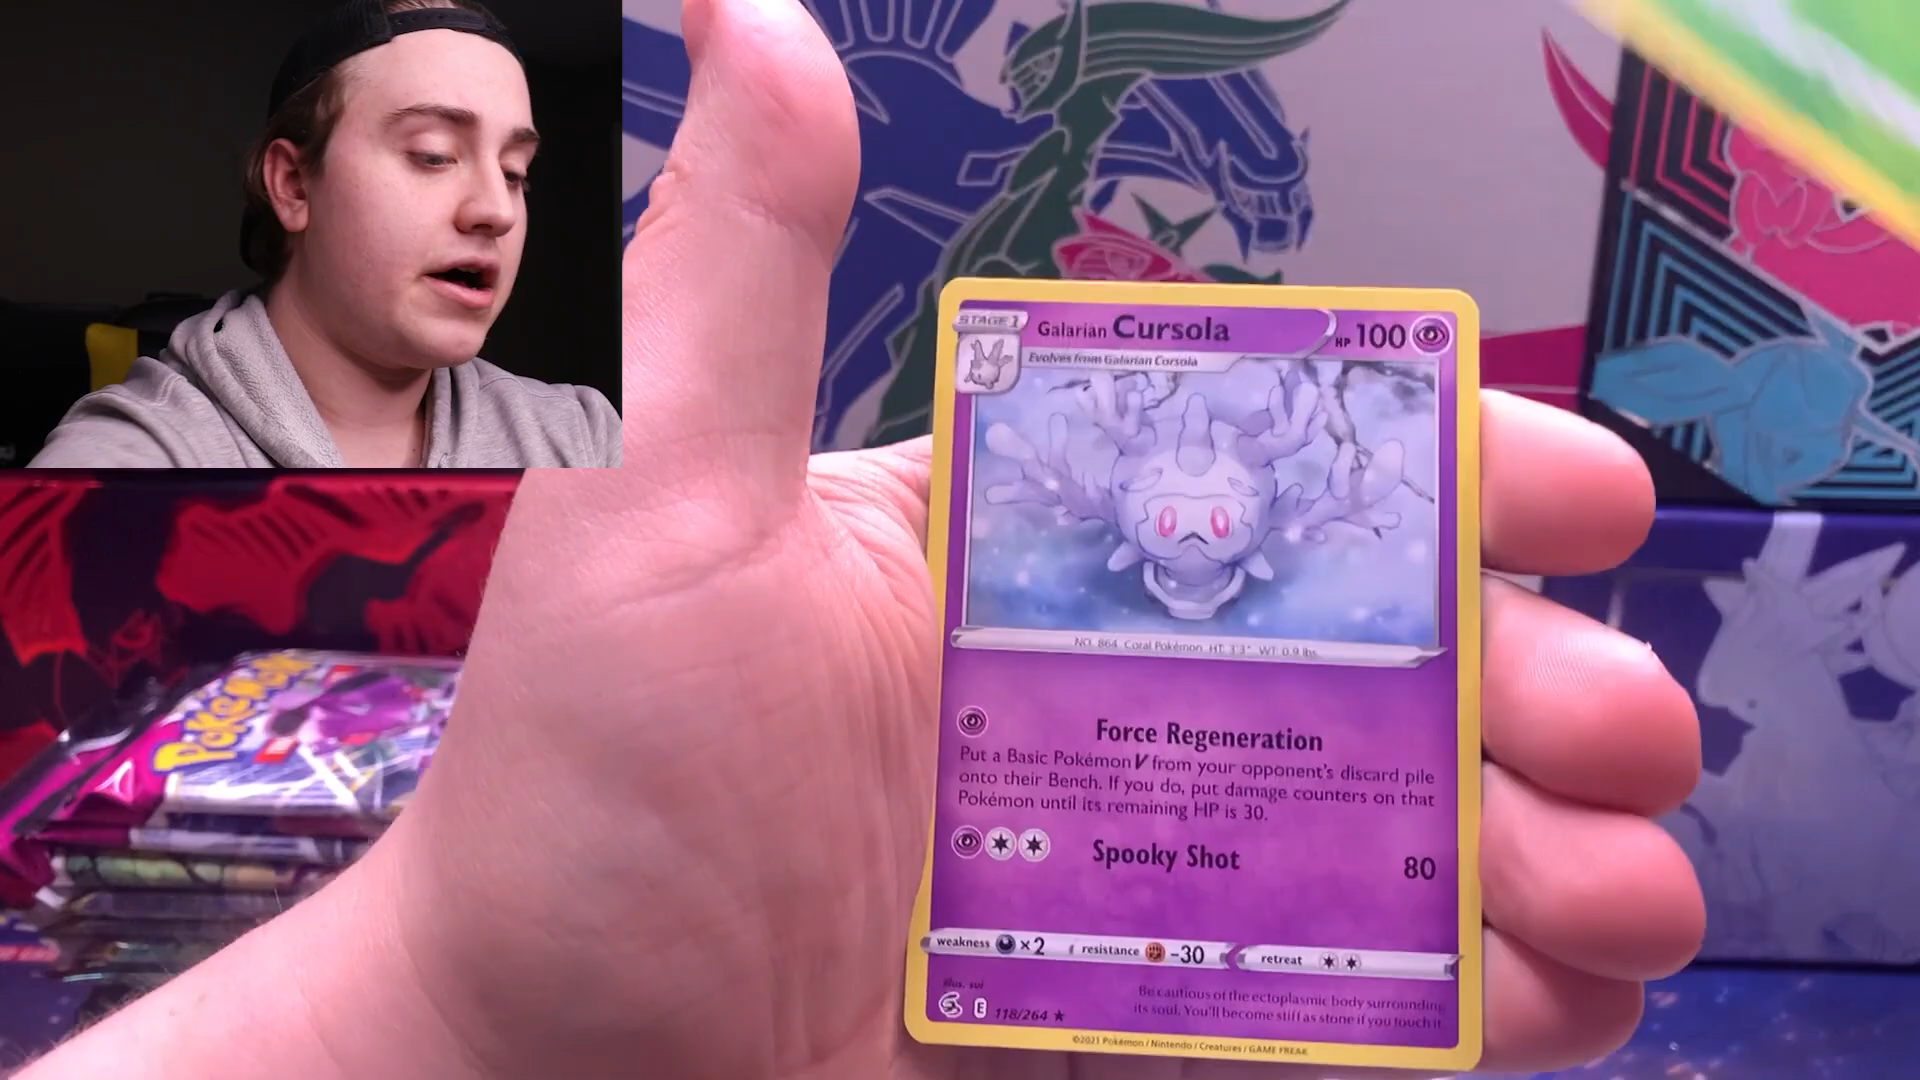 STAGE 1
Galarian Cursola
HP 100
Evolves from Galarian Corsola
NO. 864 Coral Pokémon HT: 3'3" WT: 0.9 lbs.
Force Regeneration
Put a Basic Pokémon V from your opponent's discard pile
onto their Bench. If you do, put damage counters on that
Pokémon until its remaining HP is 30.
Spooky Shot 80
weakness ×2 resistance -30 retreat
illus. sui
E 118/264 ★
Be cautious of the ectoplasmic body surrounding
its soul. You'll become stiff as stone if you touch it.
©2021 Pokémon / Nintendo / Creatures / GAME FREAK
Pokémon